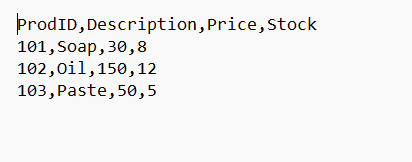 ProdID,Description,Price,Stock
101,Soap,30,8
102,Oil,150,12
103,Paste,50,5